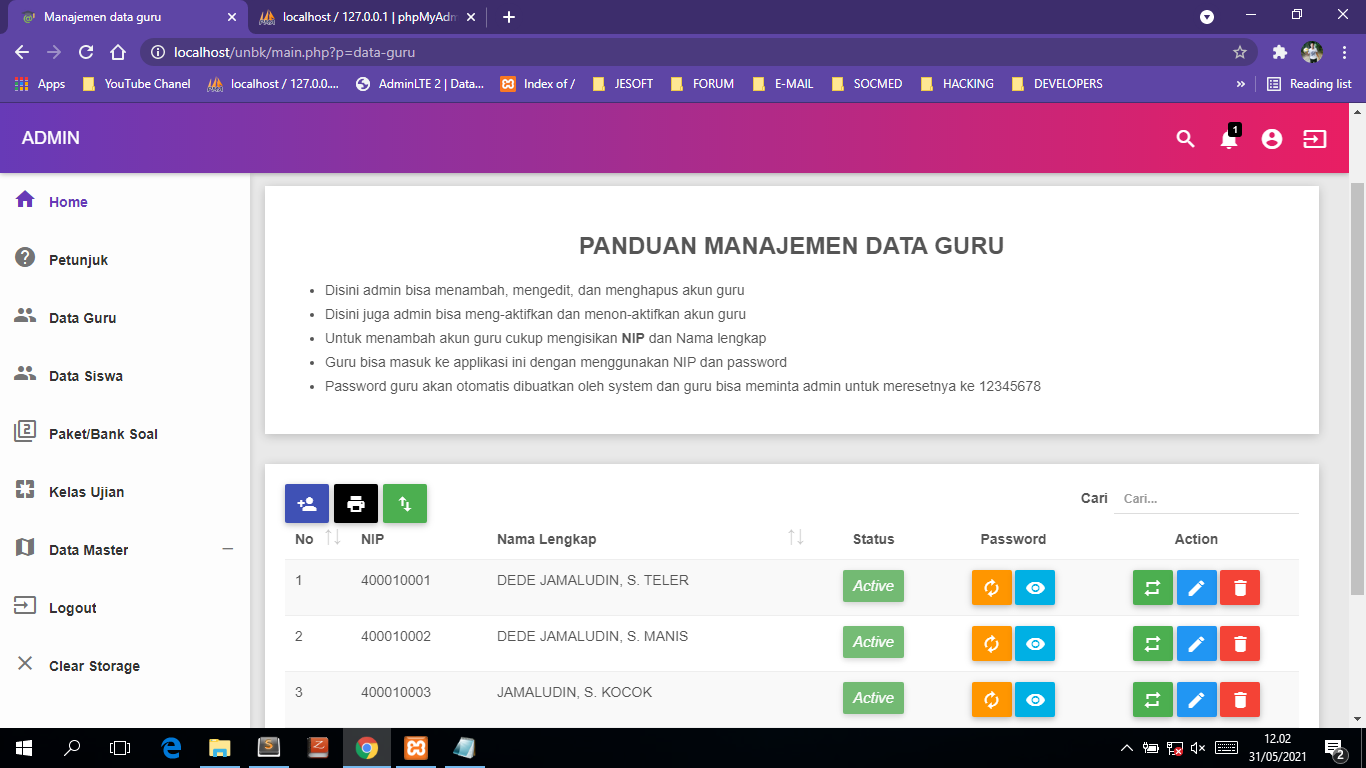 Manajemen data guru
localhost / 127.0.0.1 | phpMyAdm
localhost/unbk/main.php?p=data-guru
Apps YouTube Chanel localhost / 127.0.0.... AdminLTE 2 | Data... Index of / JESOFT FORUM E-MAIL SOCMED HACKING DEVELOPERS » Reading list
ADMIN
1
Home
Petunjuk
Data Guru
Data Siswa
Paket/Bank Soal
Kelas Ujian
Data Master
Logout
Clear Storage
PANDUAN MANAJEMEN DATA GURU
• Disini admin bisa menambah, mengedit, dan menghapus akun guru
• Disini juga admin bisa meng-aktifkan dan menon-aktifkan akun guru
• Untuk menambah akun guru cukup mengisikan NIP dan Nama lengkap
• Guru bisa masuk ke applikasi ini dengan menggunakan NIP dan password
• Password guru akan otomatis dibuatkan oleh system dan guru bisa meminta admin untuk meresetnya ke 12345678
Cari Cari...
No NIP Nama Lengkap Status Password Action
1 400010001 DEDE JAMALUDIN, S. TELER Active
2 400010002 DEDE JAMALUDIN, S. MANIS Active
3 400010003 JAMALUDIN, S. KOCOK Active
12.02
31/05/2021
2